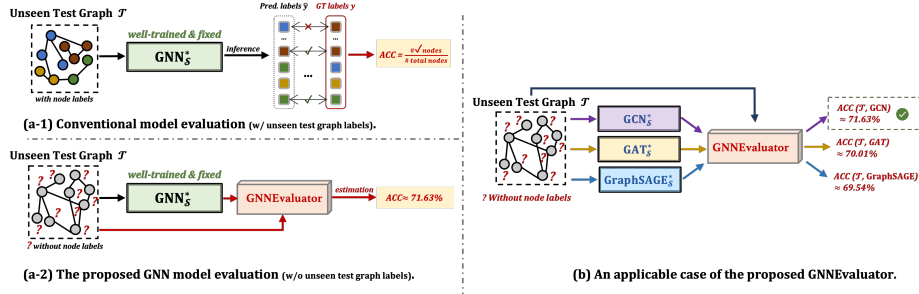 Unseen Test Graph 𝒯
well-trained & fixed
GNN*𝒮
inference
Pred. labels ŷ
GT labels y
...
...
...
ACC = #√ nodes / # total nodes
with node labels
(a-1) Conventional model evaluation (w/ unseen test graph labels).
Unseen Test Graph 𝒯
well-trained & fixed
GNN*𝒮
GNNEvaluator
estimation
ACC≈ 71.63%
? ? ? ? ? ? ? ?
? without node labels
(a-2) The proposed GNN model evaluation (w/o unseen test graph labels).
Unseen Test Graph 𝒯
? ? ? ? ? ? ? ?
? Without node labels
GCN*𝒮
GAT*𝒮
GraphSAGE*𝒮
GNNEvaluator
ACC (𝒯, GCN)
≈ 71.63%
ACC (𝒯, GAT)
≈ 70.01%
ACC (𝒯, GraphSAGE)
≈ 69.54%
(b) An applicable case of the proposed GNNEvaluator.